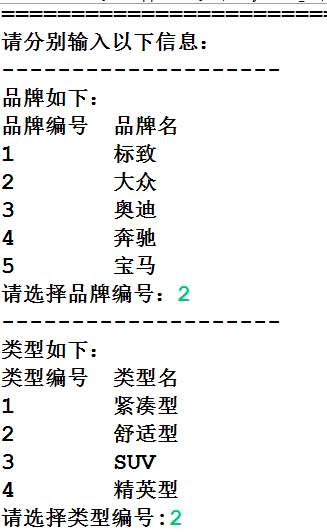 ============================
请分别输入以下信息：
--------------------
品牌如下：
品牌编号  品牌名
1        标致
2        大众
3        奥迪
4        奔驰
5        宝马
请选择品牌编号：2
--------------------
类型如下：
类型编号  类型名
1        紧凑型
2        舒适型
3        SUV
4        精英型
请选择类型编号:2